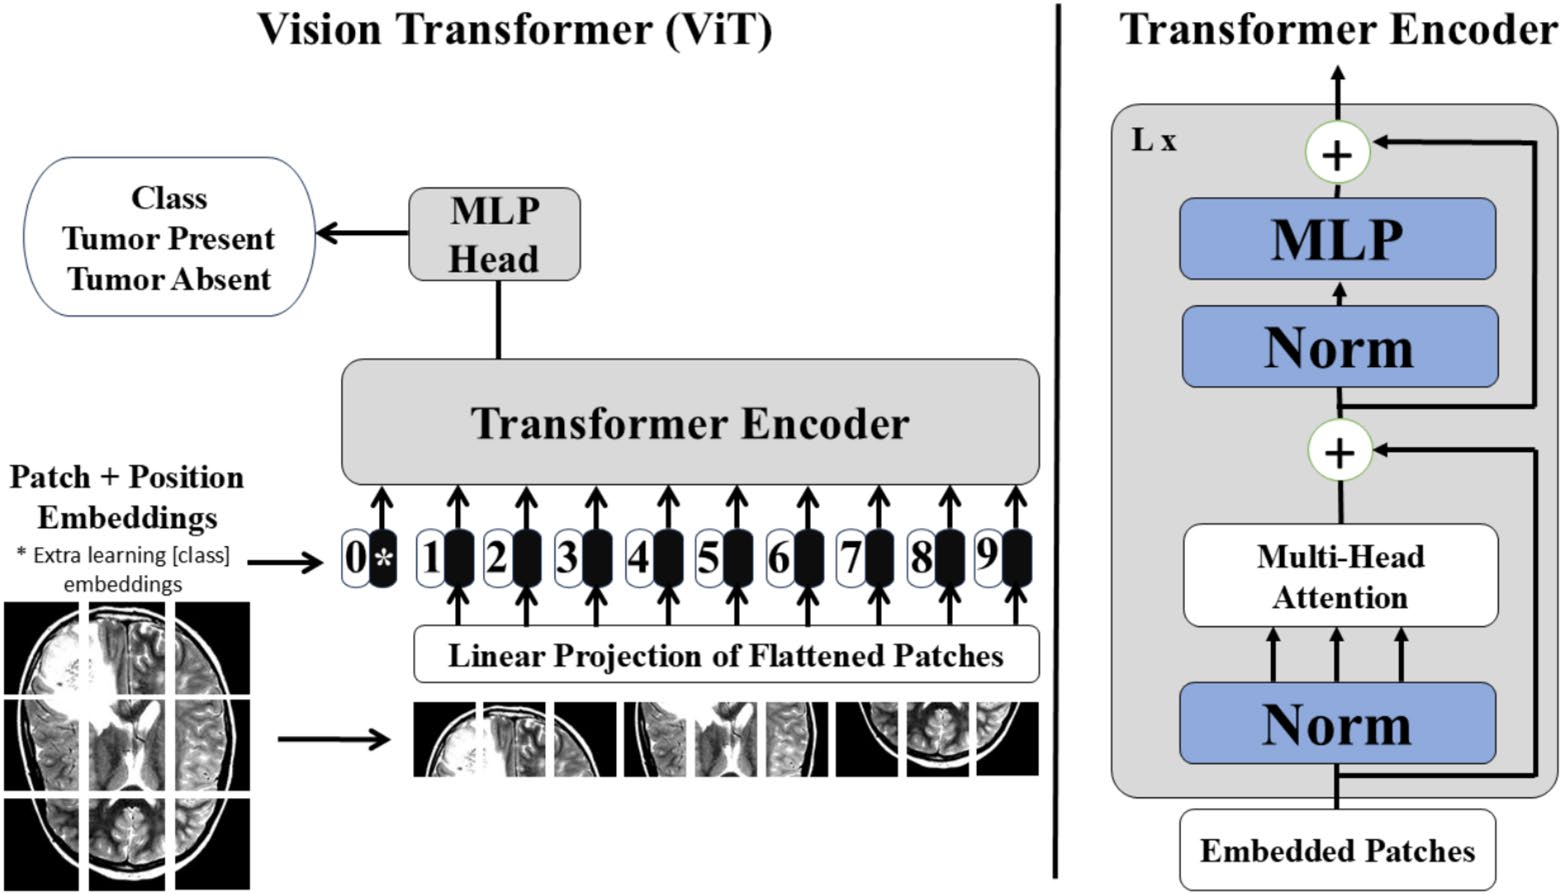 Vision Transformer (ViT)
Class
Tumor Present
Tumor Absent
MLP
Head
Transformer Encoder
Patch + Position
Embeddings
* Extra learning [class]
embeddings
0 * 1 2 3 4 5 6 7 8 9
Linear Projection of Flattened Patches
Transformer Encoder
L x
+
MLP
Norm
+
Multi-Head
Attention
Norm
Embedded Patches